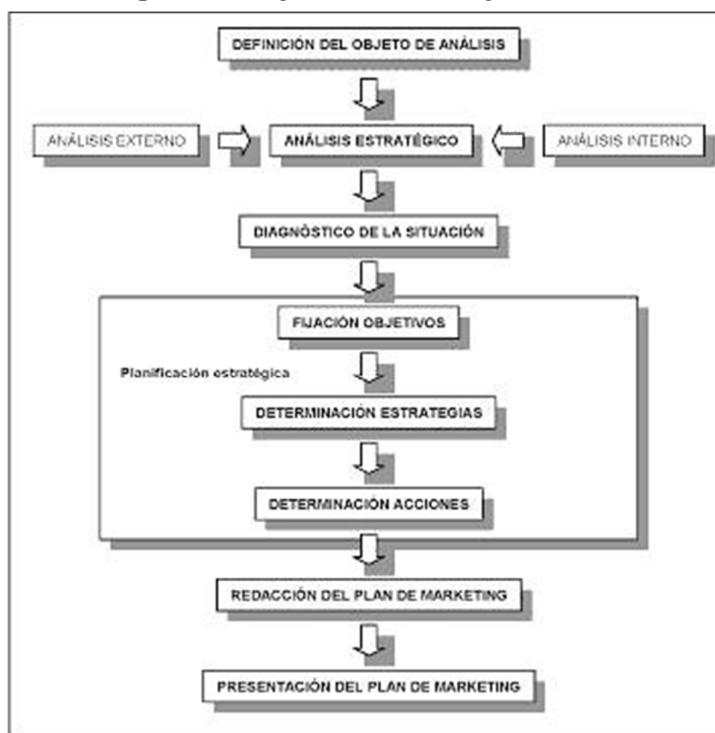 DEFINICIÓN DEL OBJETO DE ANÁLISIS
ANÁLISIS EXTERNO
ANÁLISIS ESTRATÉGICO
ANÁLISIS INTERNO
DIAGNÓSTICO DE LA SITUACIÓN
FIJACIÓN OBJETIVOS
Planificación estratégica
DETERMINACIÓN ESTRATEGIAS
DETERMINACIÓN ACCIONES
REDACCIÓN DEL PLAN DE MARKETING
PRESENTACIÓN DEL PLAN DE MARKETING